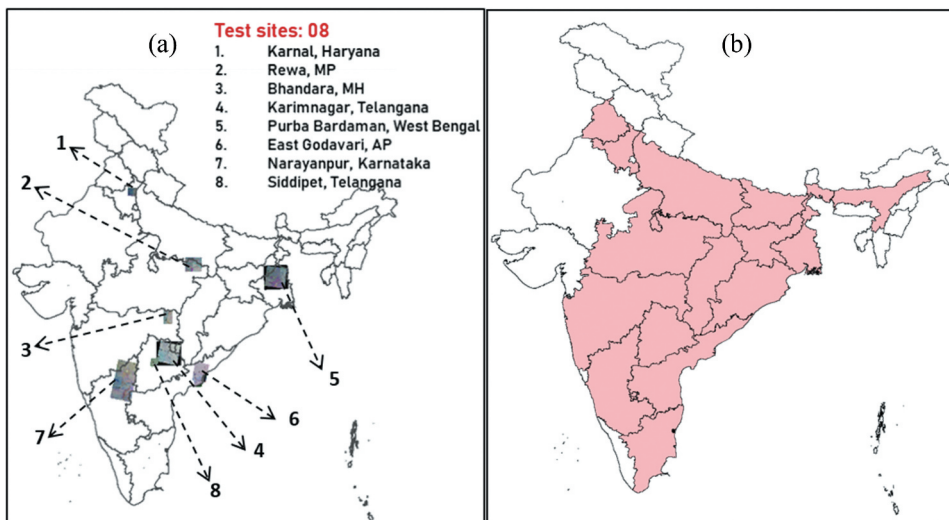 (a)
Test sites: 08
1. Karnal, Haryana
2. Rewa, MP
3. Bhandara, MH
4. Karimnagar, Telangana
5. Purba Bardaman, West Bengal
6. East Godavari, AP
7. Narayanpur, Karnataka
8. Siddipet, Telangana
1
2
3
5
6
7
4
8
(b)